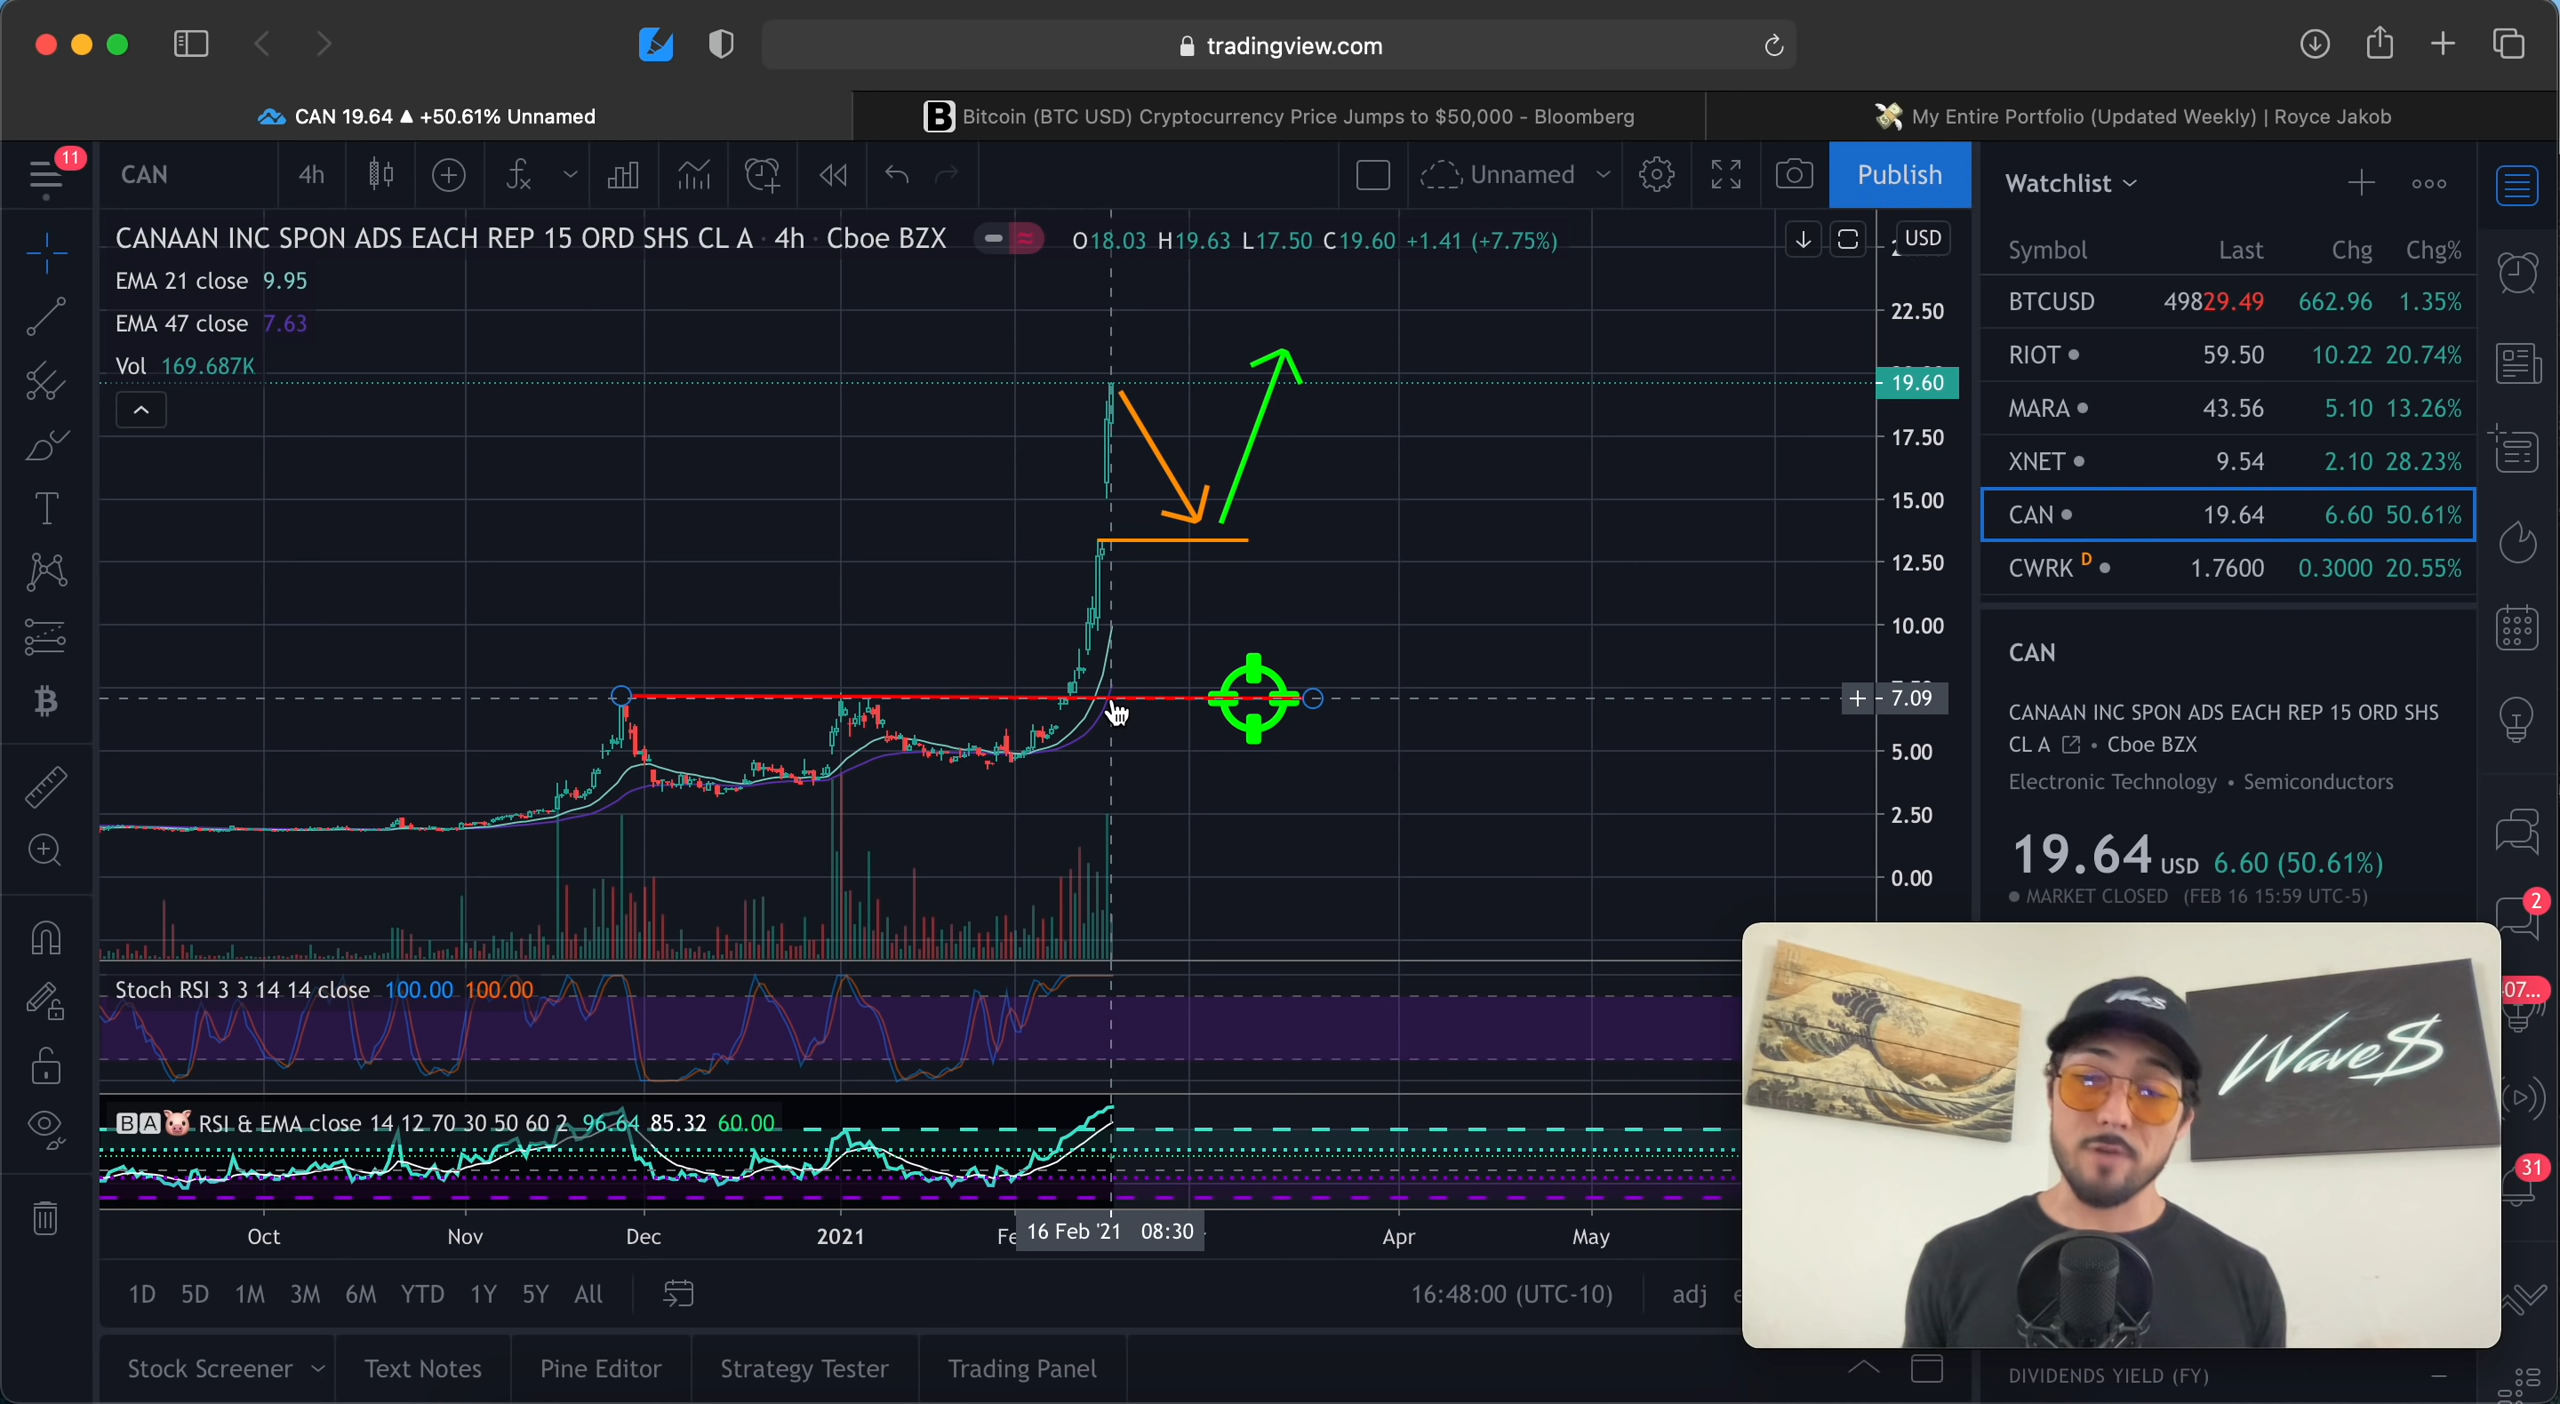 tradingview.com
CAN 19.64 ▲ +50.61% Unnamed
Bitcoin (BTC USD) Cryptocurrency Price Jumps to $50,000 - Bloomberg
My Entire Portfolio (Updated Weekly) | Royce Jakob
11
CAN
4h
Unnamed
Publish
Watchlist
CANAAN INC SPON ADS EACH REP 15 ORD SHS CL A · 4h · Cboe BZX
O18.03 H19.63 L17.50 C19.60 +1.41 (+7.75%)
USD
EMA 21 close 9.95
EMA 47 close 7.63
Vol 169.687K
22.50
19.60
17.50
15.00
12.50
10.00
7.09
5.00
2.50
0.00
Symbol Last Chg Chg%
BTCUSD 49829.49 662.96 1.35%
RIOT 59.50 10.22 20.74%
MARA 43.56 5.10 13.26%
XNET 9.54 2.10 28.23%
CAN 19.64 6.60 50.61%
CWRK D 1.7600 0.3000 20.55%
CAN
CANAAN INC SPON ADS EACH REP 15 ORD SHS
CL A • Cboe BZX
Electronic Technology • Semiconductors
19.64 USD 6.60 (50.61%)
MARKET CLOSED (FEB 16 15:59 UTC-5)
2
07...
31
Stoch RSI 3 3 14 14 close 100.00 100.00
BA RSI & EMA close 14 12 70 30 50 60 2 96.64 85.32 60.00
Wave$
Oct Nov Dec 2021 Fe 16 Feb '21 08:30 Apr May
1D 5D 1M 3M 6M YTD 1Y 5Y All
16:48:00 (UTC-10) adj
Stock Screener Text Notes Pine Editor Strategy Tester Trading Panel
DIVIDENDS YIELD (FY) —